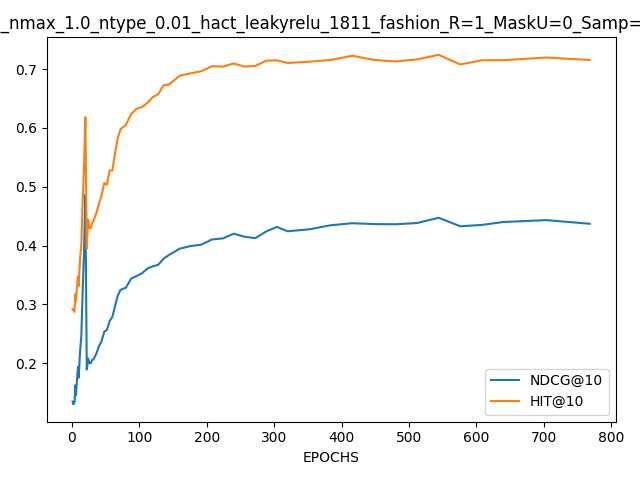 _nmax_1.0_ntype_0.01_hact_leakyrelu_1811_fashion_R=1_MaskU=0_Samp=
0.7
0.6
0.5
0.4
0.3
0.2
NDCG@10
HIT@10
0 100 200 300 400 500 600 700 800
EPOCHS